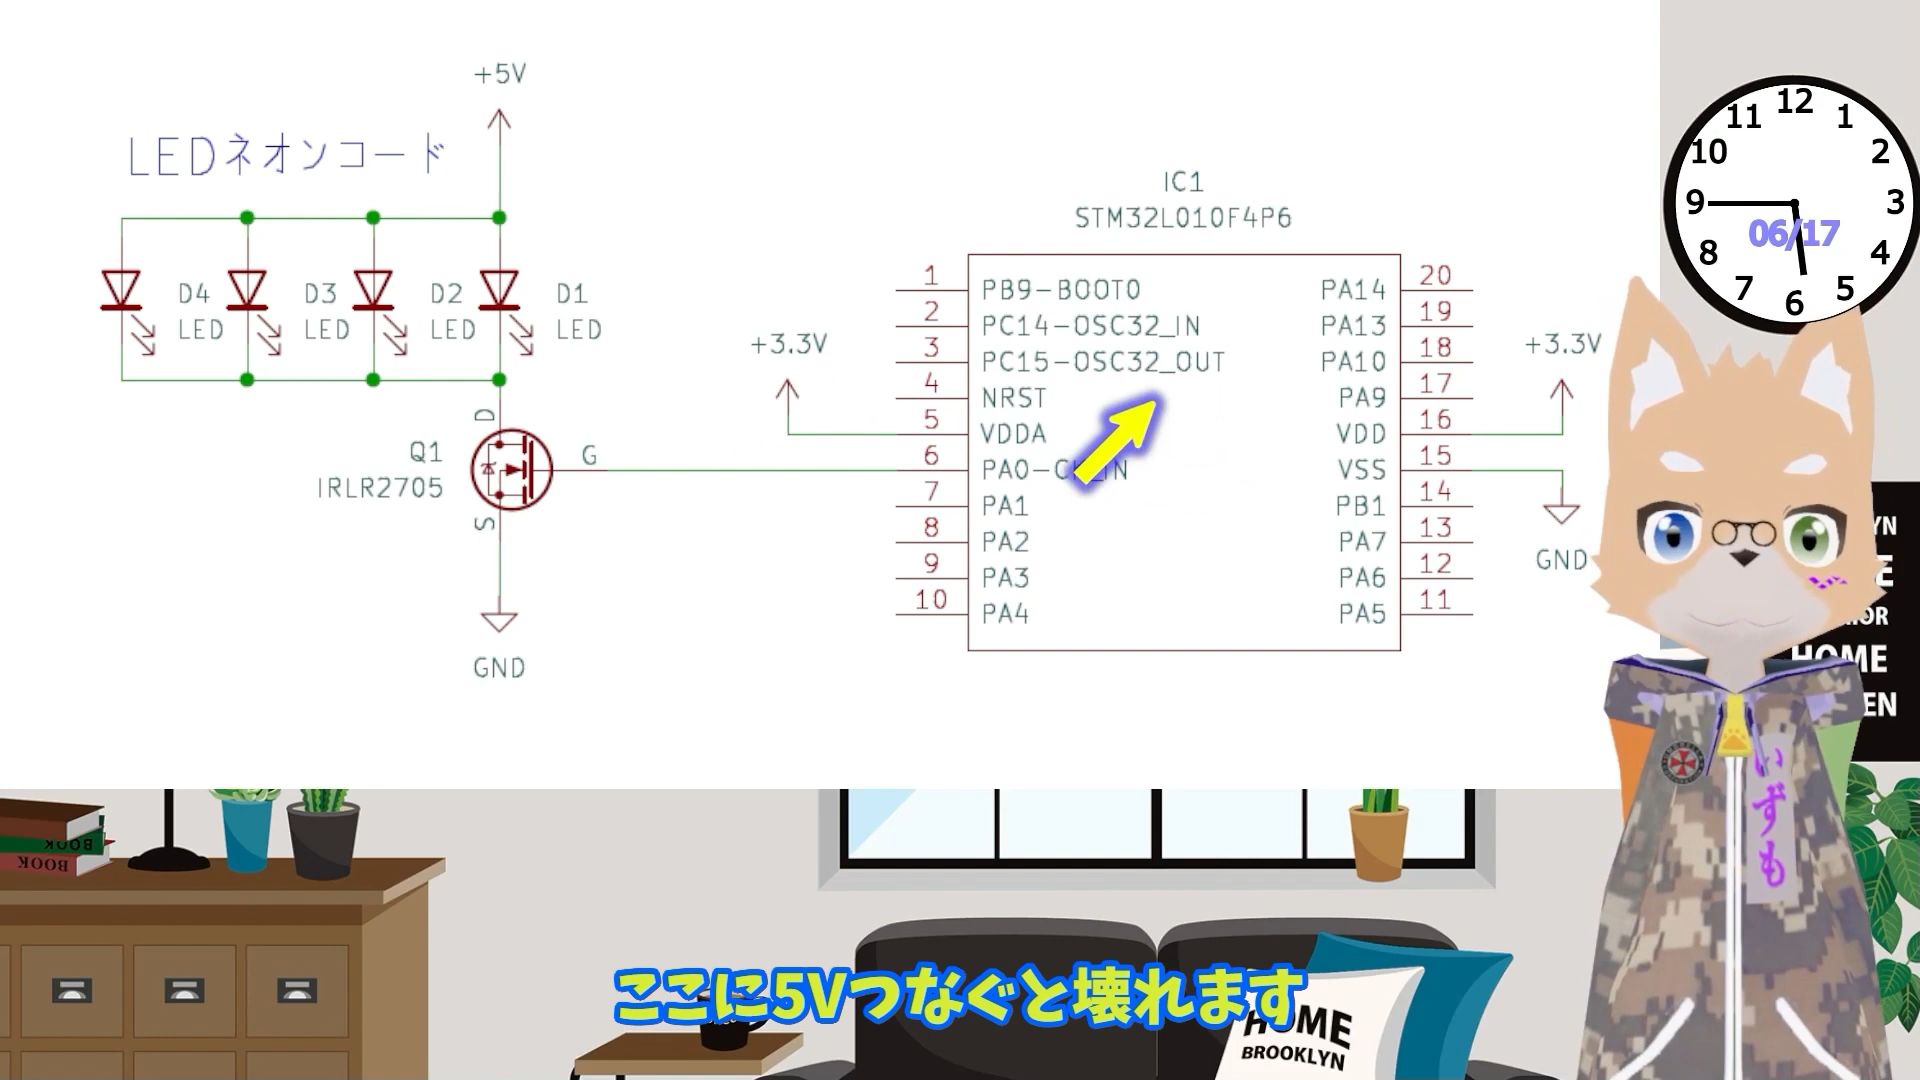 +5V
LEDネオンコード
D4
LED
D3
LED
D2
LED
D1
LED
D
Q1
IRLR2705
G
S
GND
+3.3V
IC1
STM32L010F4P6
1 PB9-BOOT0
2 PC14-OSC32_IN
3 PC15-OSC32_OUT
4 NRST
5 VDDA
6 PA0-CK_IN
7 PA1
8 PA2
9 PA3
10 PA4
PA14 20
PA13 19
PA10 18
PA9 17
VDD 16
VSS 15
PB1 14
PA7 13
PA6 12
PA5 11
+3.3V
GND
12
1
2
3
4
5
6
7
8
9
10
11
06/17
YN
E
IOR
HOME
EN
いずも
BOOK
BOOK
ここに5Vつなぐと壊れます
HOME
BROOKLYN